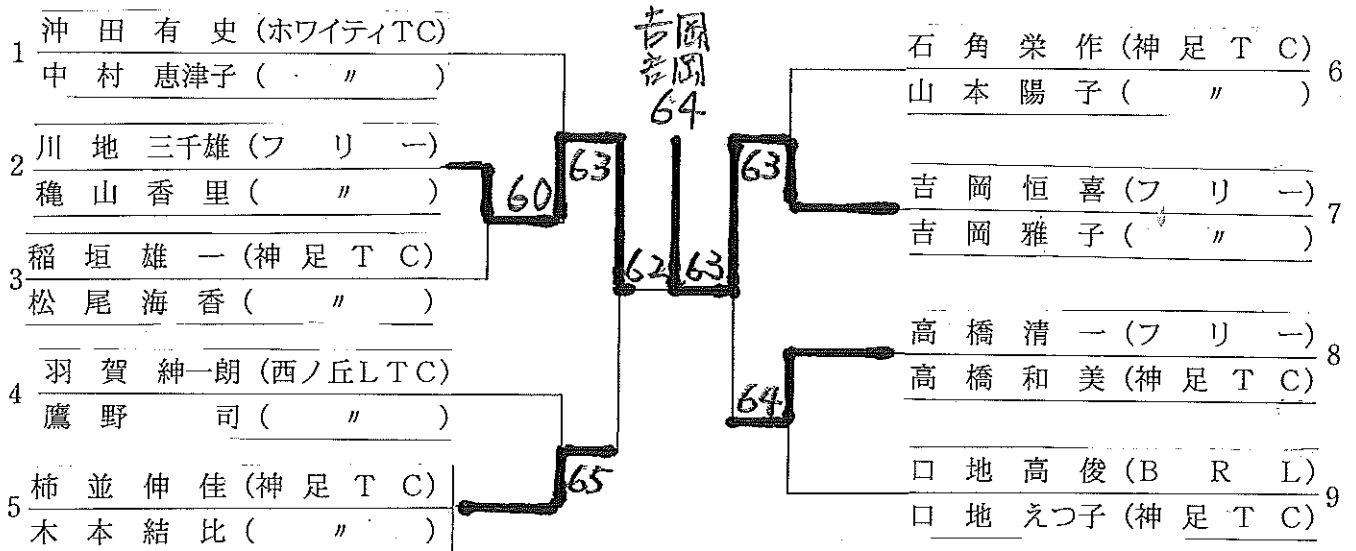 1
沖田有史(ホワイティTC)
中村恵津子(〃)
2
川地三千雄(フリー)
穐山香里(〃)
3
稲垣雄一(神足TC)
松尾海香(〃)
4
羽賀紳一朗(西ノ丘LTC)
鷹野司(〃)
5
柿並伸佳(神足TC)
木本結比(〃)
60
63
65
62
吉岡
吉岡
64
63
63
64
石角栄作(神足TC)
山本陽子(〃)
6
吉岡恒喜(フリー)
吉岡雅子(〃)
7
高橋清一(フリー)
高橋和美(神足TC)
8
口地高俊(BRL)
口地えつ子(神足TC)
9